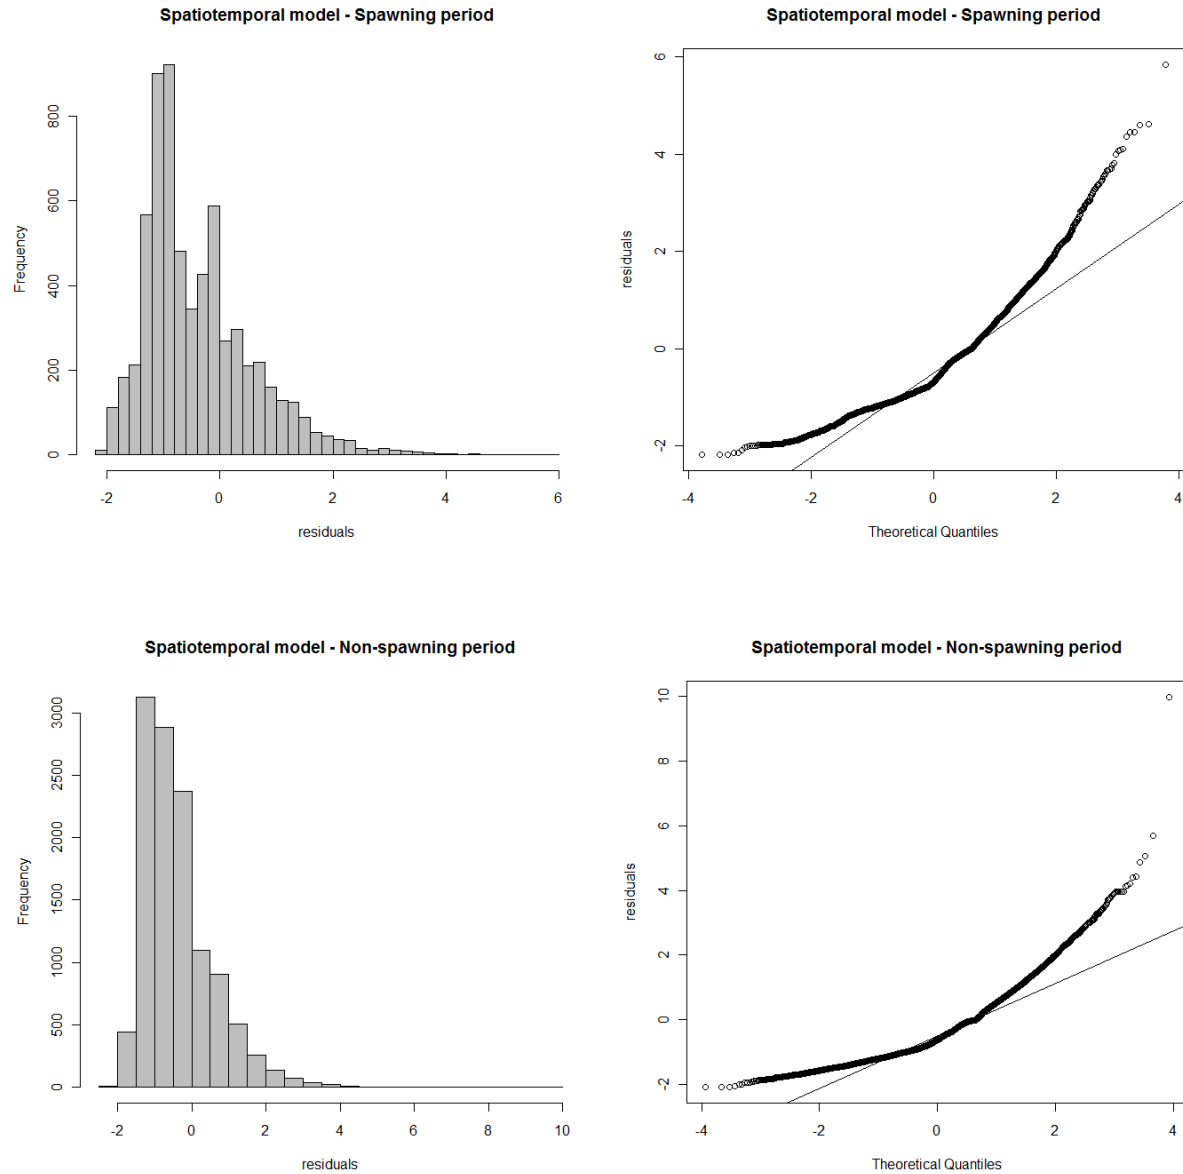 Spatiotemporal model - Spawning period
Frequency
0 200 400 600 800
-2 0 2 4 6
residuals
Spatiotemporal model - Spawning period
residuals
-2 0 2 4 6
-4 -2 0 2 4
Theoretical Quantiles
Spatiotemporal model - Non-spawning period
Frequency
0 500 1000 1500 2000 2500 3000
-2 0 2 4 6 8 10
residuals
Spatiotemporal model - Non-spawning period
residuals
-2 0 2 4 6 8 10
-4 -2 0 2 4
Theoretical Quantiles